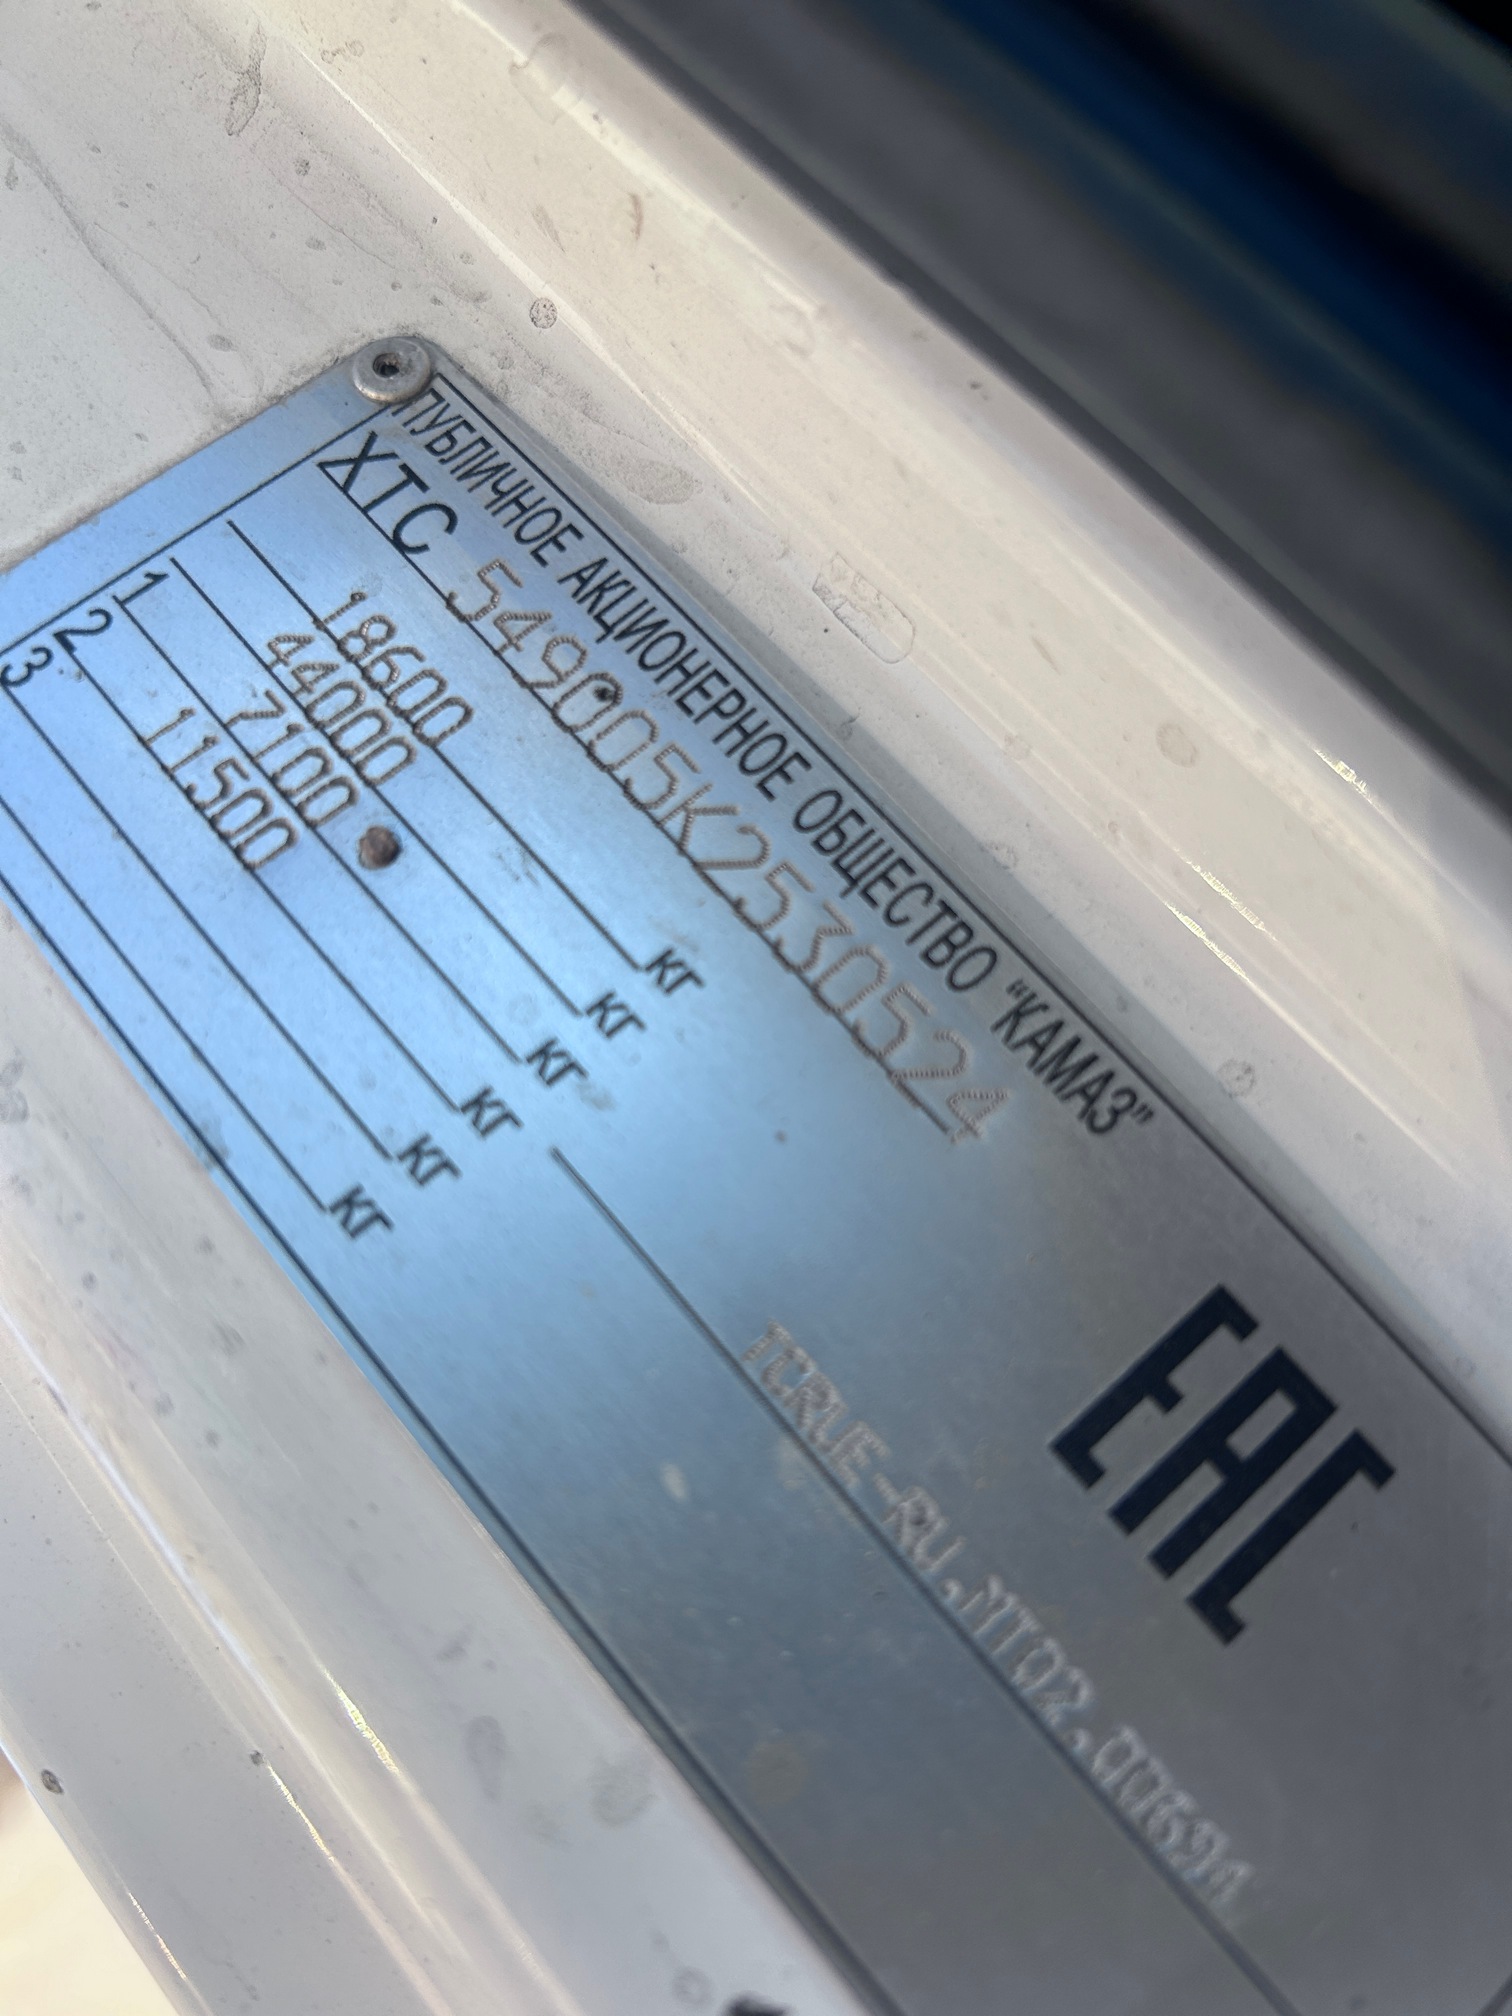 ПУБЛИЧНОЕ АКЦИОНЕРНОЕ ОБЩЕСТВО "КАМАЗ"
XTC 549005K2530524
18600 кг
44000 кг
1 7100 кг
2 11500 кг
3 кг
кг
EAC
TCRUE-RU.MT02.00694